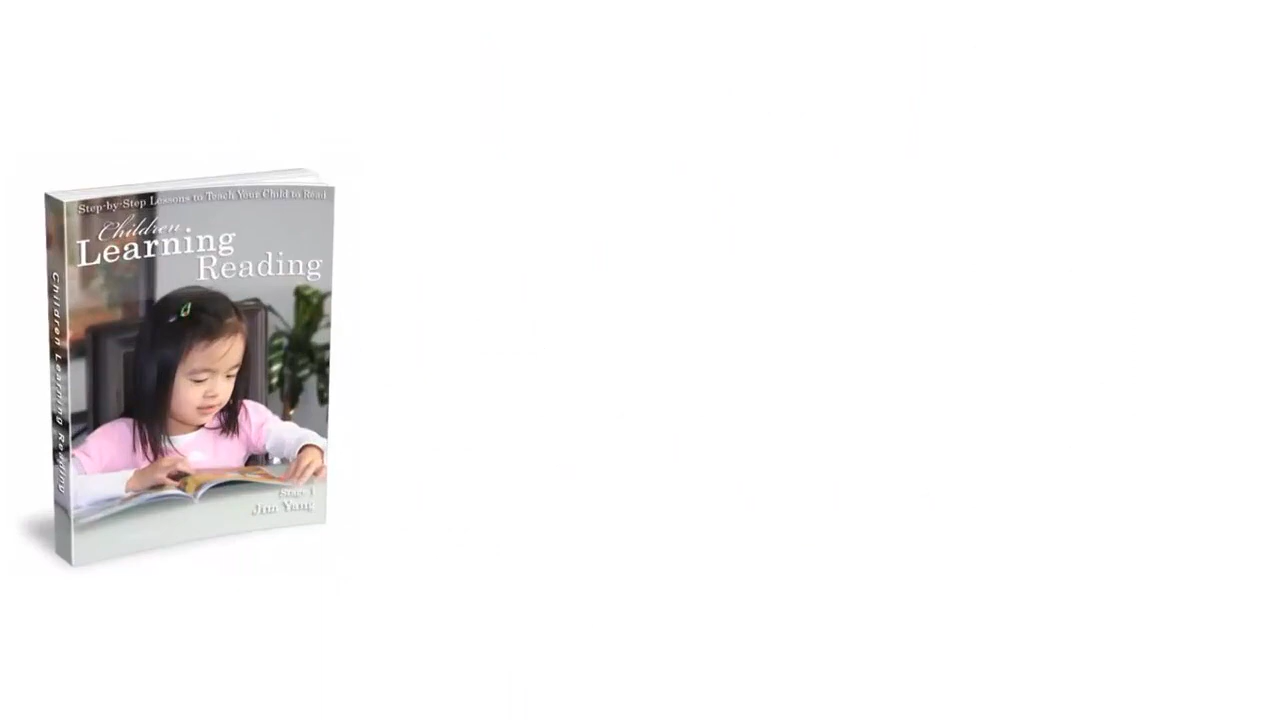 Step-by-Step Lessons to Teach Your Child to Read
Children
Learning
Reading
Children Learning Reading
Stage 1
Jim Yang